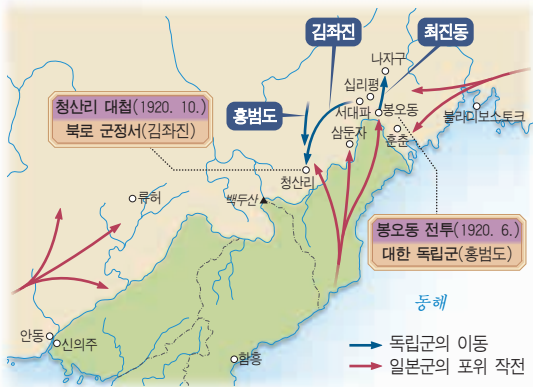 김좌진
최진동
나자구
십리평
서대파
봉오동
홍범도
삼둔자
훈춘
블라디보스토크
청산리 대첩(1920. 10.)
북로 군정서(김좌진)
청산리
백두산
류허
봉오동 전투(1920. 6.)
대한 독립군(홍범도)
동해
안동
신의주
함흥
독립군의 이동
일본군의 포위 작전